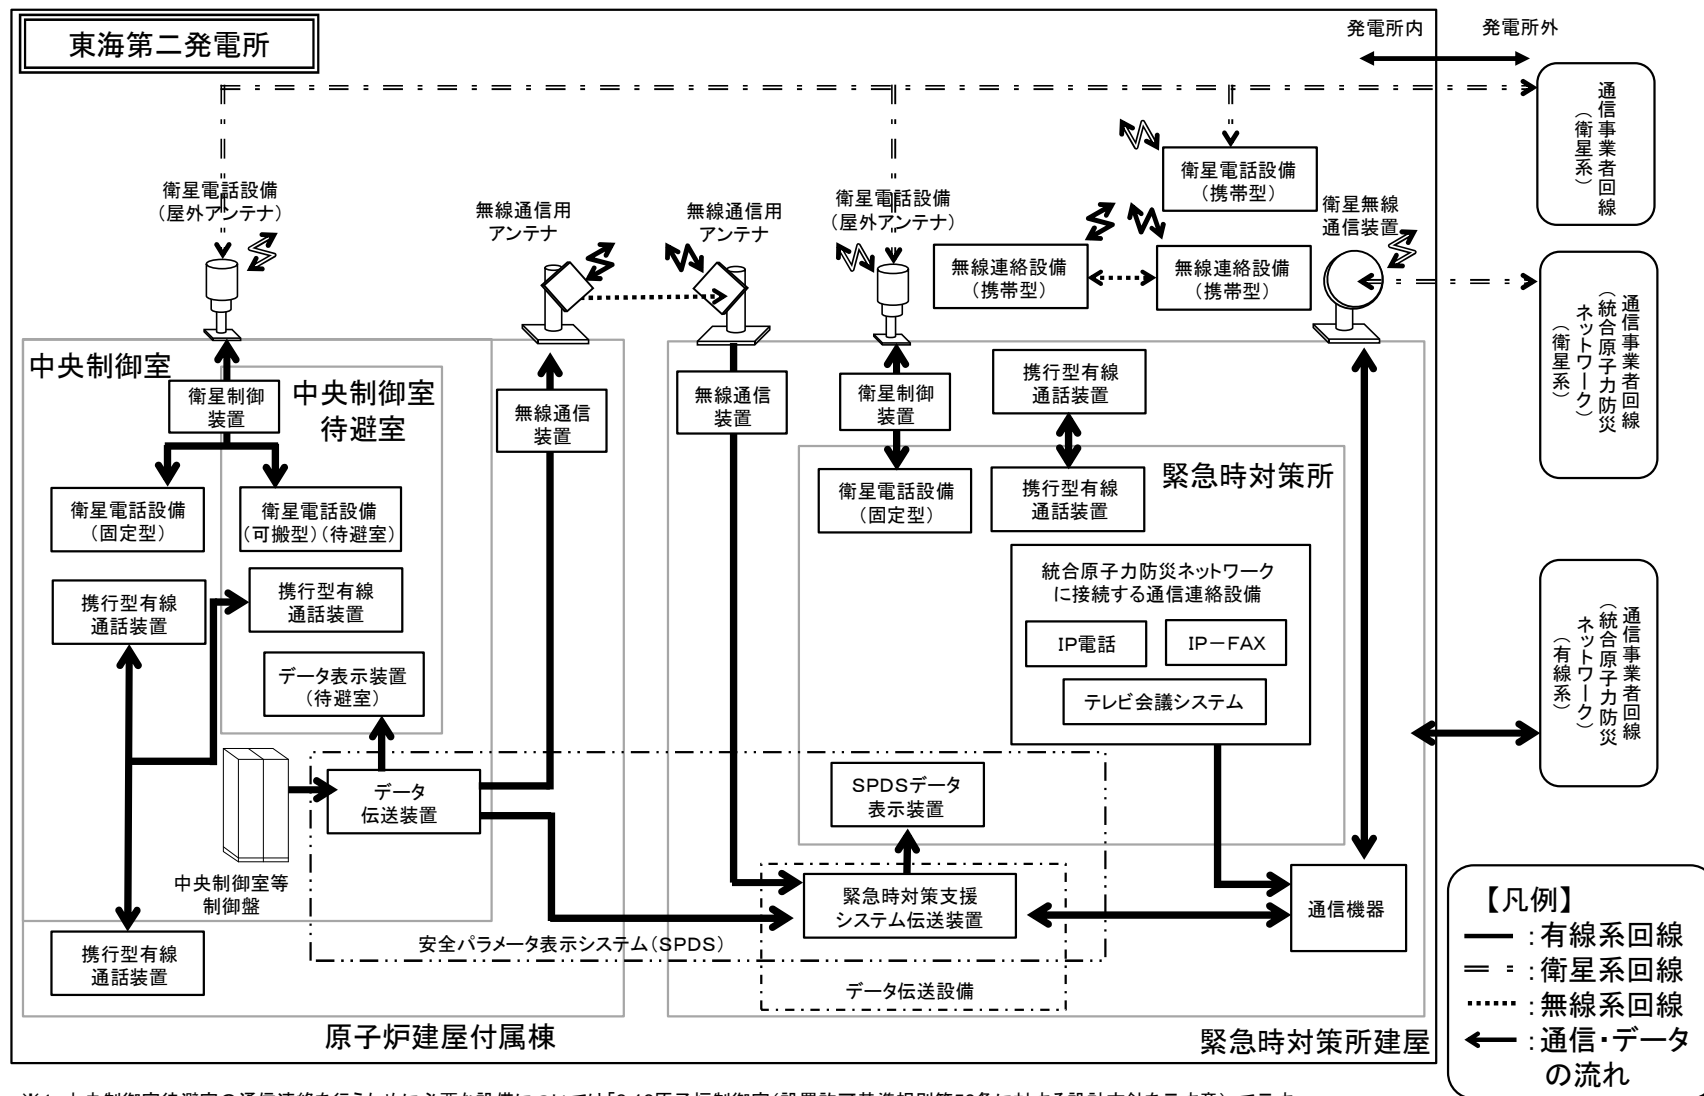 東海第二発電所
発電所内
発電所外
通信事業者回線
(衛星系)
衛星電話設備
(携帯型)
衛星電話設備
(屋外アンテナ)
無線通信用
アンテナ
無線通信用
アンテナ
衛星電話設備
(屋外アンテナ)
衛星無線
通信装置
無線連絡設備
(携帯型)
無線連絡設備
(携帯型)
通信事業者回線
(統合原子力防災
ネットワーク)
(衛星系)
中央制御室
中央制御室
待避室
衛星制御
装置
無線通信
装置
無線通信
装置
衛星制御
装置
携行型有線
通話装置
緊急時対策所
衛星電話設備
(固定型)
衛星電話設備
(可搬型)(待避室)
衛星電話設備
(固定型)
携行型有線
通話装置
携行型有線
通話装置
携行型有線
通話装置
統合原子力防災ネットワーク
に接続する通信連絡設備
IP電話
IP-FAX
テレビ会議システム
通信事業者回線
(統合原子力防災
ネットワーク)
(有線系)
データ表示装置
(待避室)
データ
伝送装置
SPDSデータ
表示装置
中央制御室等
制御盤
緊急時対策支援
システム伝送装置
通信機器
安全パラメータ表示システム(SPDS)
携行型有線
通話装置
データ伝送設備
原子炉建屋付属棟
緊急時対策所建屋
【凡例】
:有線系回線
:衛星系回線
:無線系回線
:通信・データ
の流れ